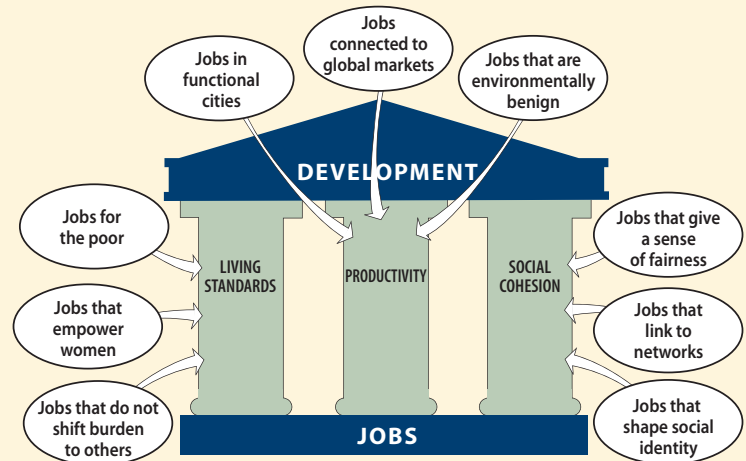 Jobs in
functional
cities
Jobs
connected to
global markets
Jobs that are
environmentally
benign
DEVELOPMENT
Jobs for
the poor
Jobs that
empower
women
Jobs that do not
shift burden
to others
LIVING
STANDARDS
PRODUCTIVITY
SOCIAL
COHESION
Jobs that give
a sense
of fairness
Jobs that
link to
networks
Jobs that
shape social
identity
JOBS